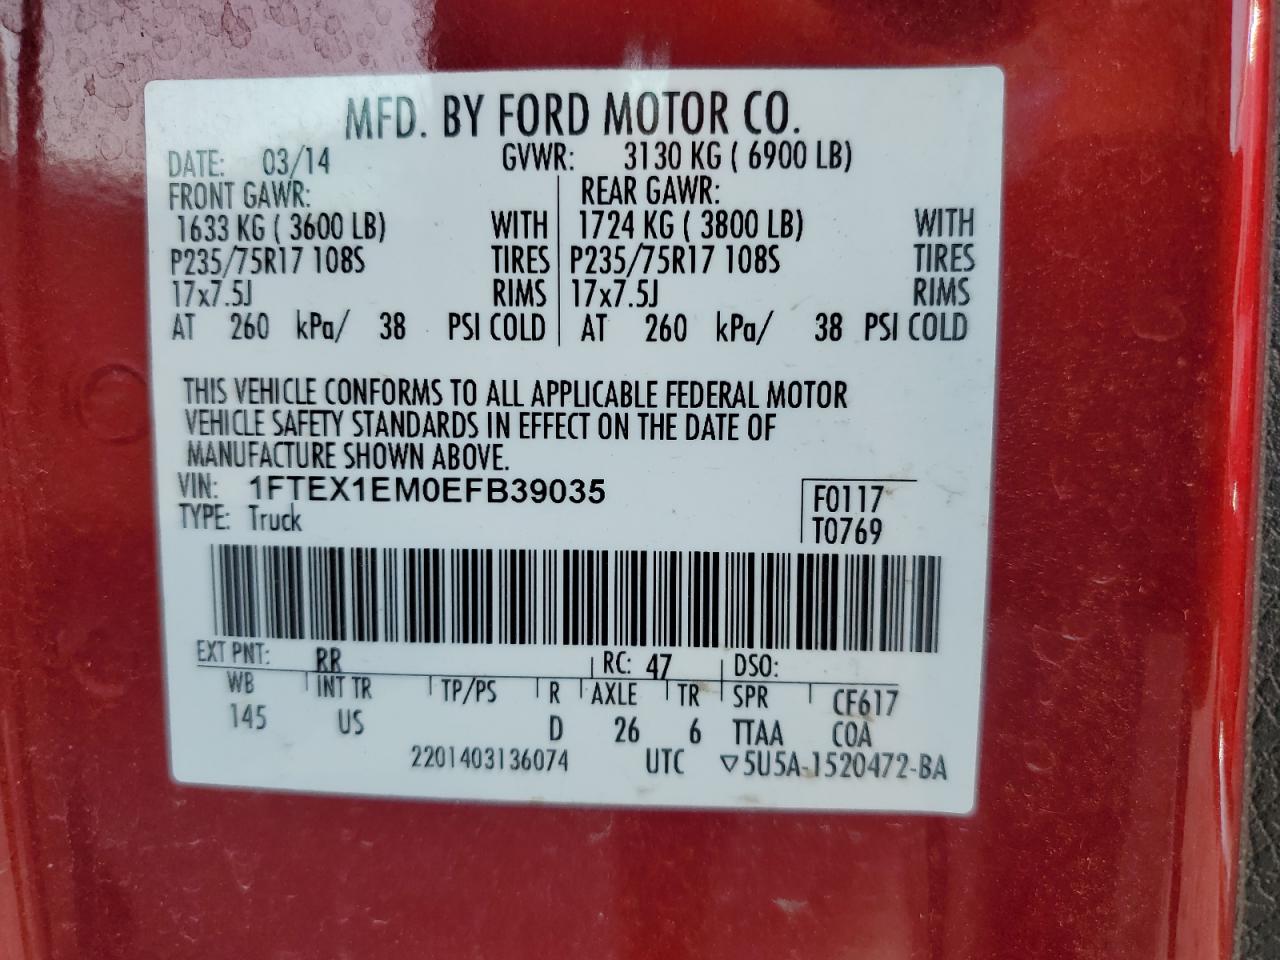 MFD. BY FORD MOTOR CO.
DATE: 03/14 GVWR: 3130 KG ( 6900 LB)
FRONT GAWR: REAR GAWR:
1633 KG ( 3600 LB) WITH 1724 KG ( 3800 LB) WITH
P235/75R17 108S TIRES P235/75R17 108S TIRES
17x7.5J RIMS 17x7.5J RIMS
AT 260 kPa/ 38 PSI COLD AT 260 kPa/ 38 PSI COLD
THIS VEHICLE CONFORMS TO ALL APPLICABLE FEDERAL MOTOR
VEHICLE SAFETY STANDARDS IN EFFECT ON THE DATE OF
MANUFACTURE SHOWN ABOVE.
VIN: 1FTEX1EM0EFB39035 F0117
TYPE: Truck T0769
EXT PNT: RR RC: 47 DSO:
WB INT TR TP/PS R AXLE TR SPR CF617
145 US D 26 6 TTAA COA
2201403136074 UTC ▽5U5A-1520472-BA